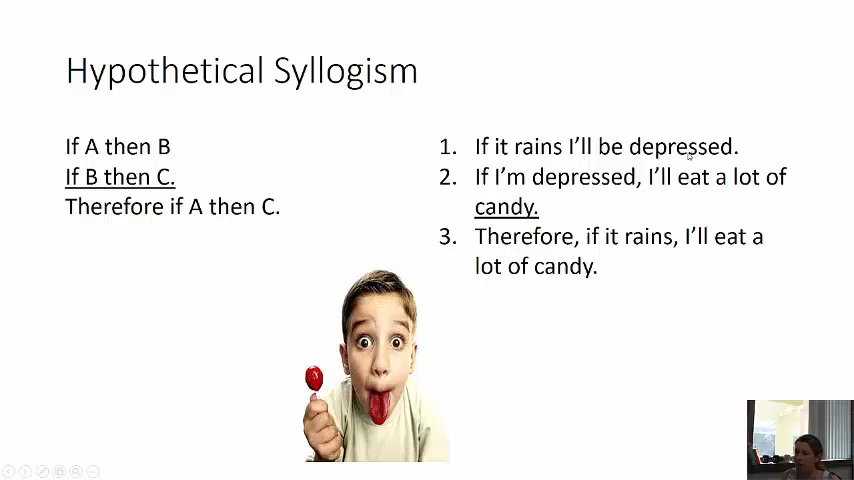 Hypothetical Syllogism
If A then B
If B then C.
Therefore if A then C.
1. If it rains I’ll be depressed.
2. If I’m depressed, I’ll eat a lot of
candy.
3. Therefore, if it rains, I’ll eat a
lot of candy.